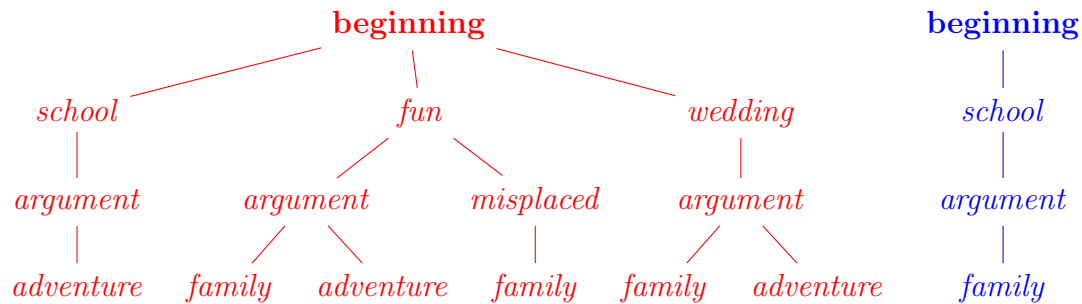 beginning beginning
school fun wedding school
argument argument misplaced argument argument
adventure family adventure family family adventure family